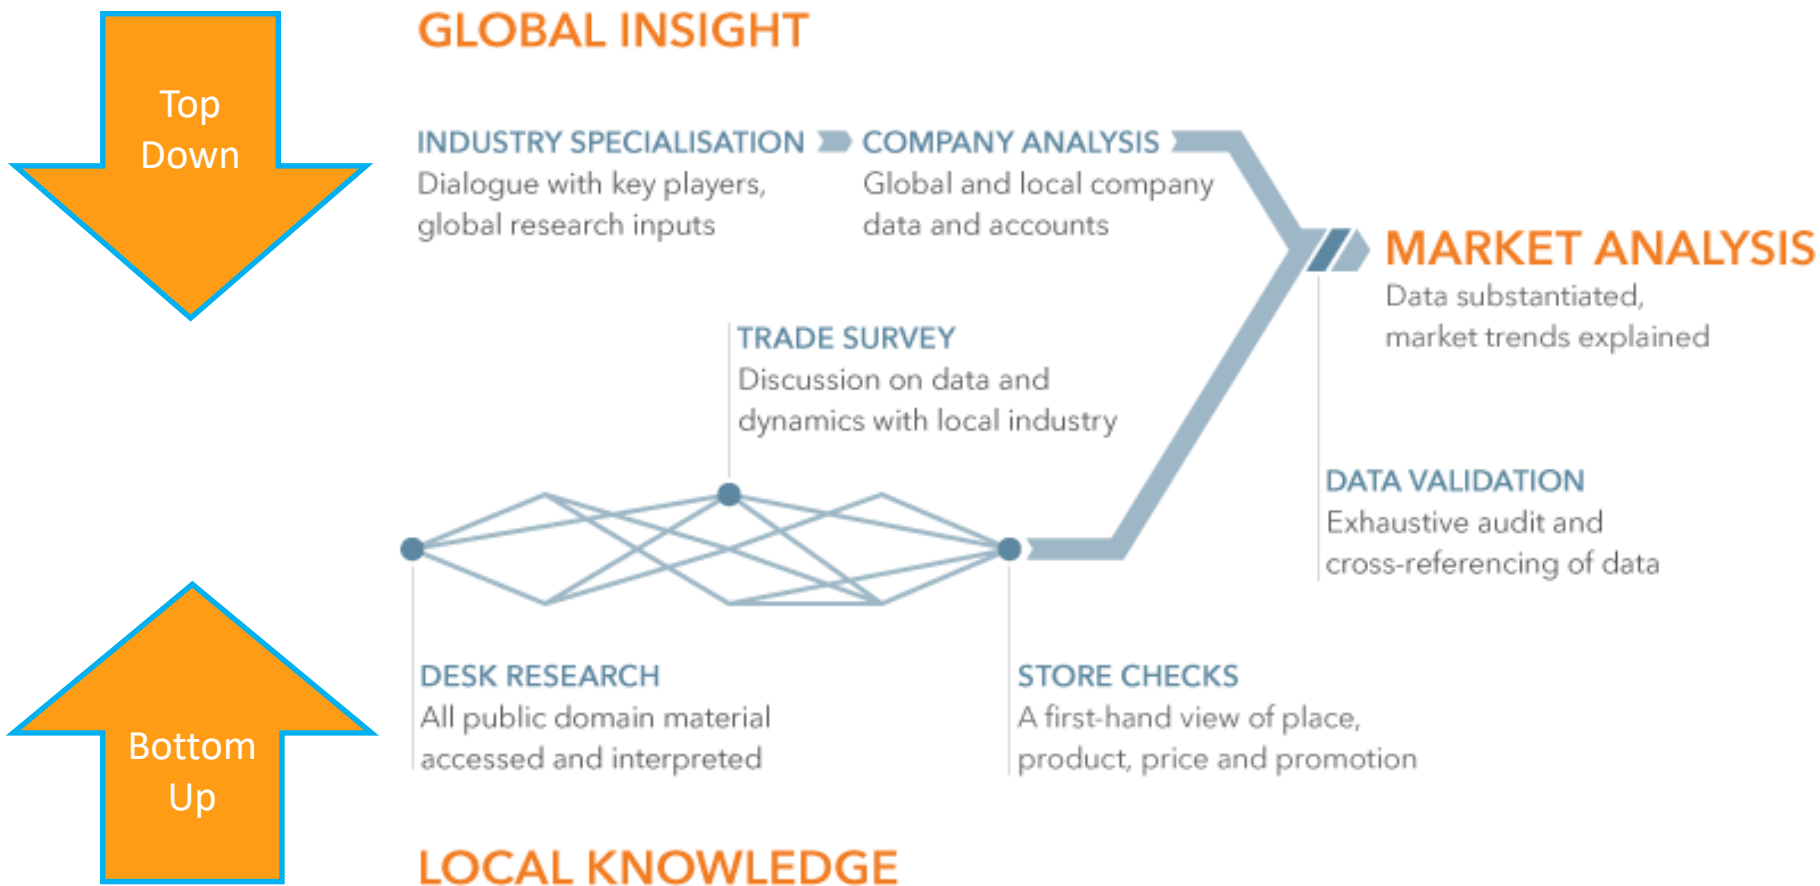 GLOBAL INSIGHT
Top
Down
INDUSTRY SPECIALISATION
Dialogue with key players,
global research inputs
COMPANY ANALYSIS
Global and local company
data and accounts
MARKET ANALYSIS
Data substantiated,
market trends explained
TRADE SURVEY
Discussion on data and
dynamics with local industry
DATA VALIDATION
Exhaustive audit and
cross-referencing of data
Bottom
Up
DESK RESEARCH
All public domain material
accessed and interpreted
STORE CHECKS
A first-hand view of place,
product, price and promotion
LOCAL KNOWLEDGE